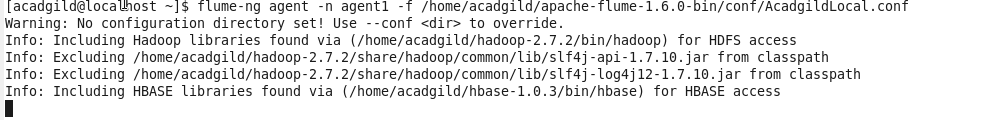 [acadgild@localhost ~]$ flume-ng agent -n agent1 -f /home/acadgild/apache-flume-1.6.0-bin/conf/AcadgildLocal.conf
Warning: No configuration directory set! Use --conf <dir> to override.
Info: Including Hadoop libraries found via (/home/acadgild/hadoop-2.7.2/bin/hadoop) for HDFS access
Info: Excluding /home/acadgild/hadoop-2.7.2/share/hadoop/common/lib/slf4j-api-1.7.10.jar from classpath
Info: Excluding /home/acadgild/hadoop-2.7.2/share/hadoop/common/lib/slf4j-log4j12-1.7.10.jar from classpath
Info: Including HBASE libraries found via (/home/acadgild/hbase-1.0.3/bin/hbase) for HBASE access